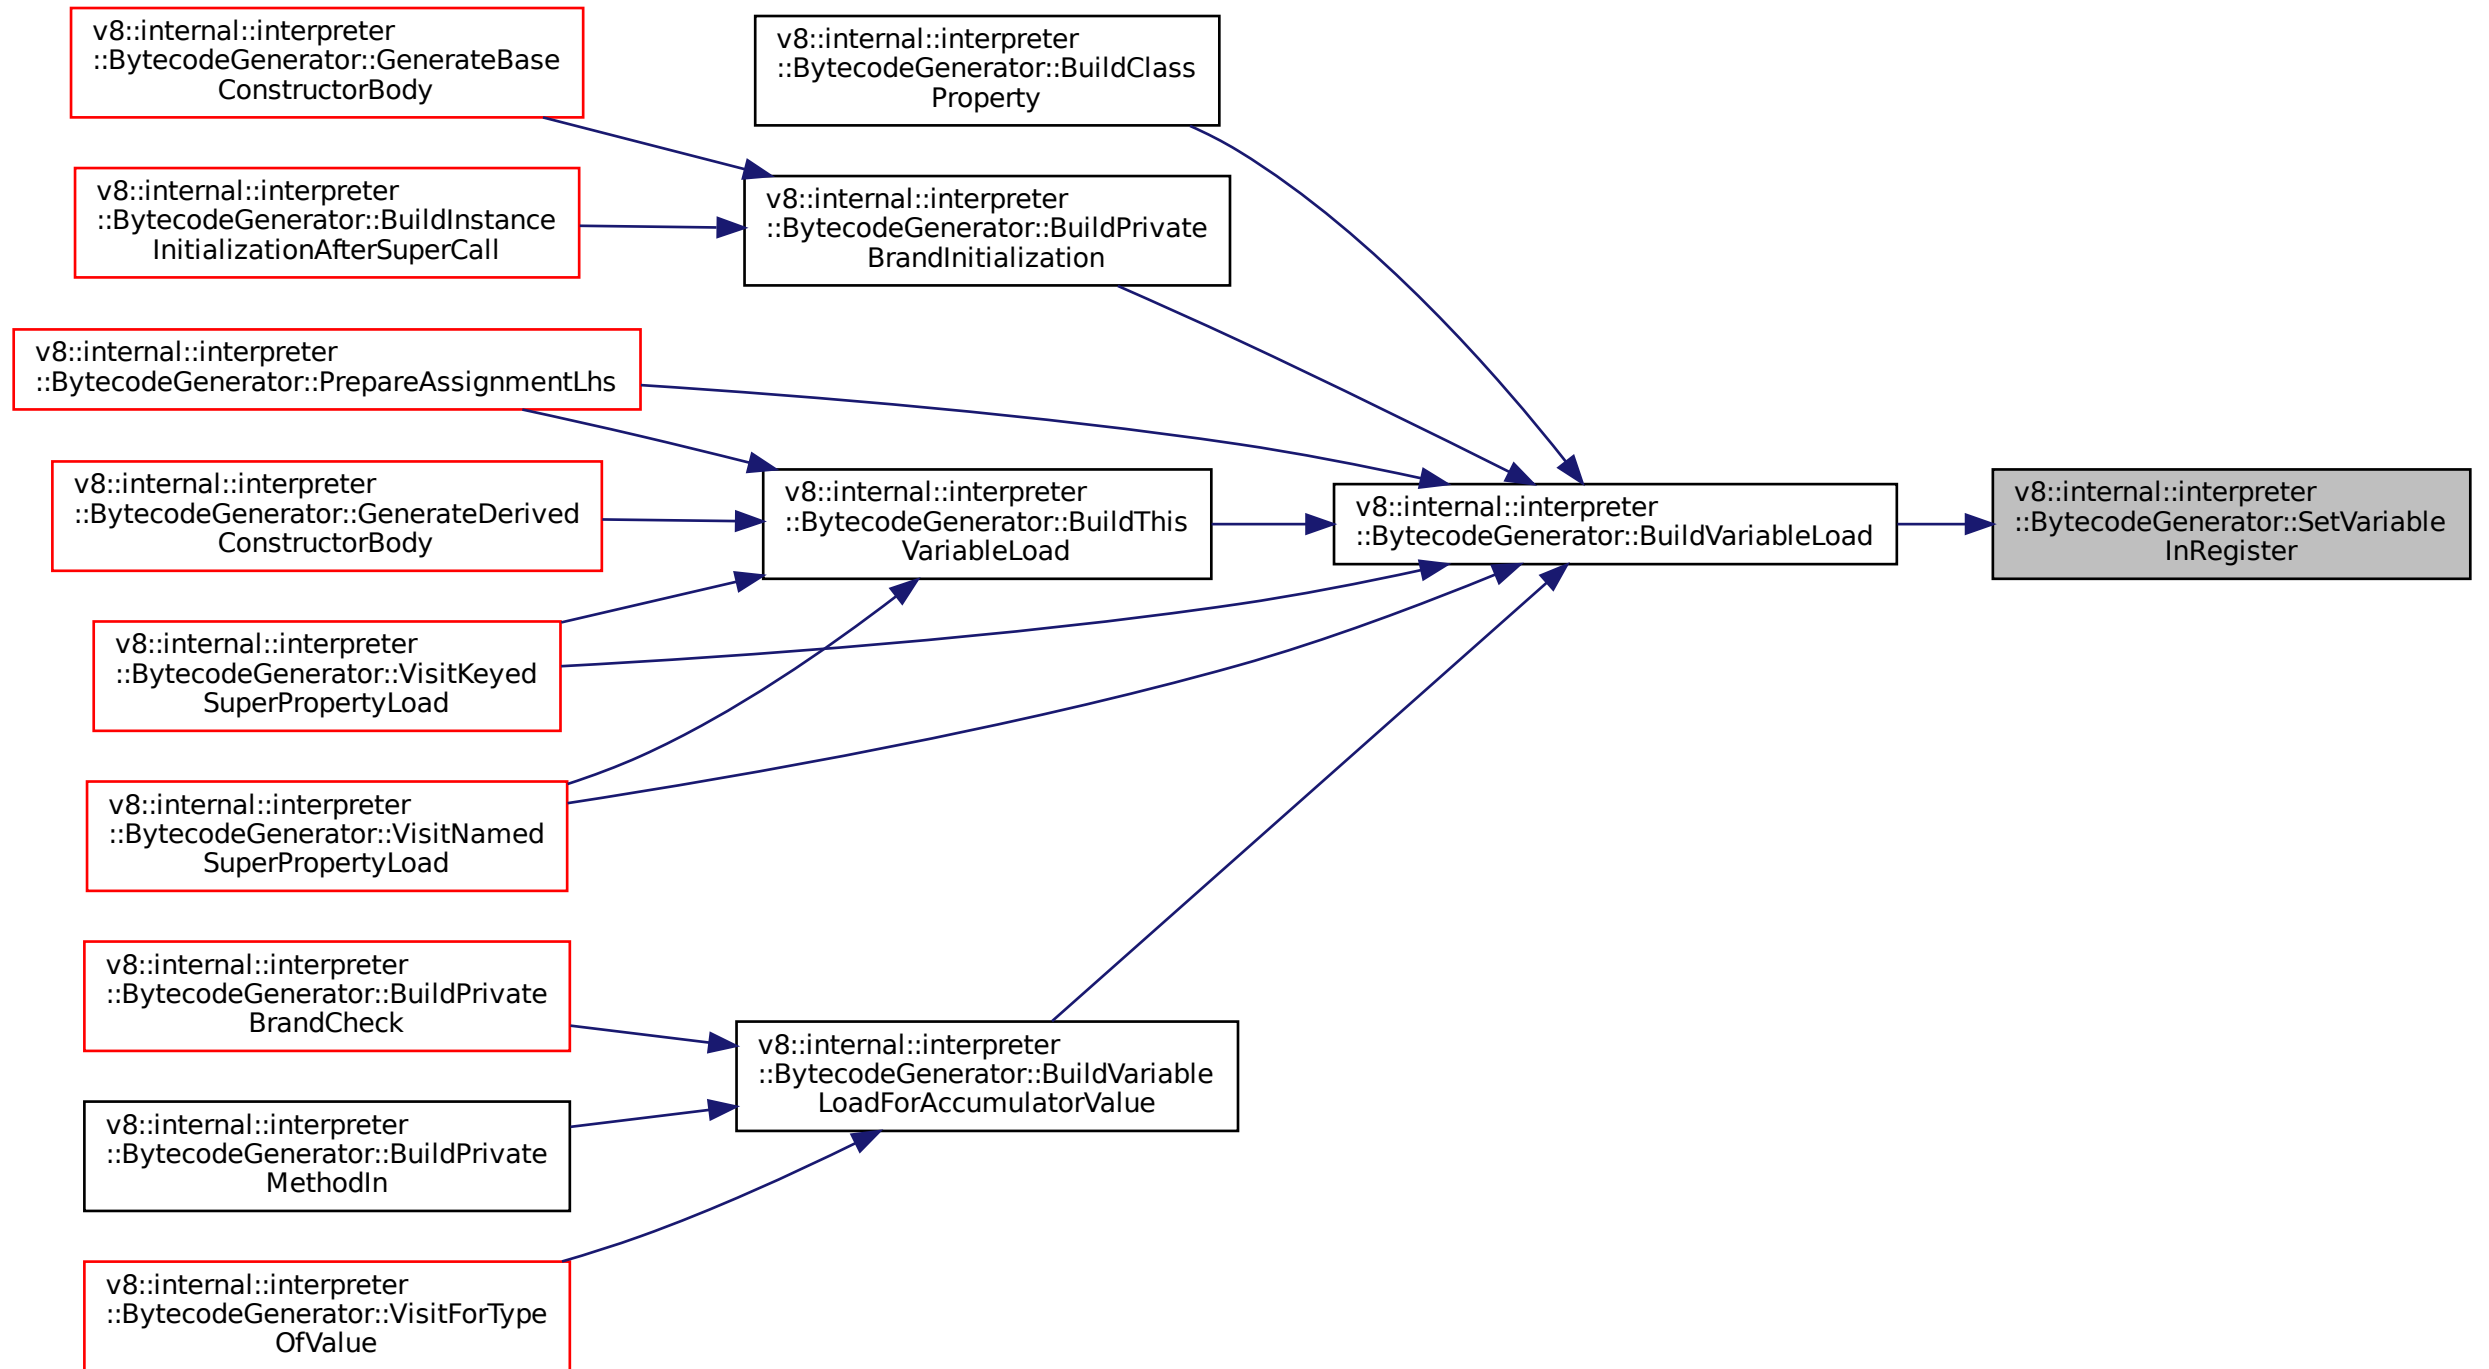 v8::internal::interpreter
::BytecodeGenerator::GenerateBase
ConstructorBody
v8::internal::interpreter
::BytecodeGenerator::BuildClass
Property
v8::internal::interpreter
::BytecodeGenerator::BuildInstance
InitializationAfterSuperCall
v8::internal::interpreter
::BytecodeGenerator::BuildPrivate
BrandInitialization
v8::internal::interpreter
::BytecodeGenerator::PrepareAssignmentLhs
v8::internal::interpreter
::BytecodeGenerator::GenerateDerived
ConstructorBody
v8::internal::interpreter
::BytecodeGenerator::BuildThis
VariableLoad
v8::internal::interpreter
::BytecodeGenerator::BuildVariableLoad
v8::internal::interpreter
::BytecodeGenerator::SetVariable
InRegister
v8::internal::interpreter
::BytecodeGenerator::VisitKeyed
SuperPropertyLoad
v8::internal::interpreter
::BytecodeGenerator::VisitNamed
SuperPropertyLoad
v8::internal::interpreter
::BytecodeGenerator::BuildPrivate
BrandCheck
v8::internal::interpreter
::BytecodeGenerator::BuildVariable
LoadForAccumulatorValue
v8::internal::interpreter
::BytecodeGenerator::BuildPrivate
MethodIn
v8::internal::interpreter
::BytecodeGenerator::VisitForType
OfValue